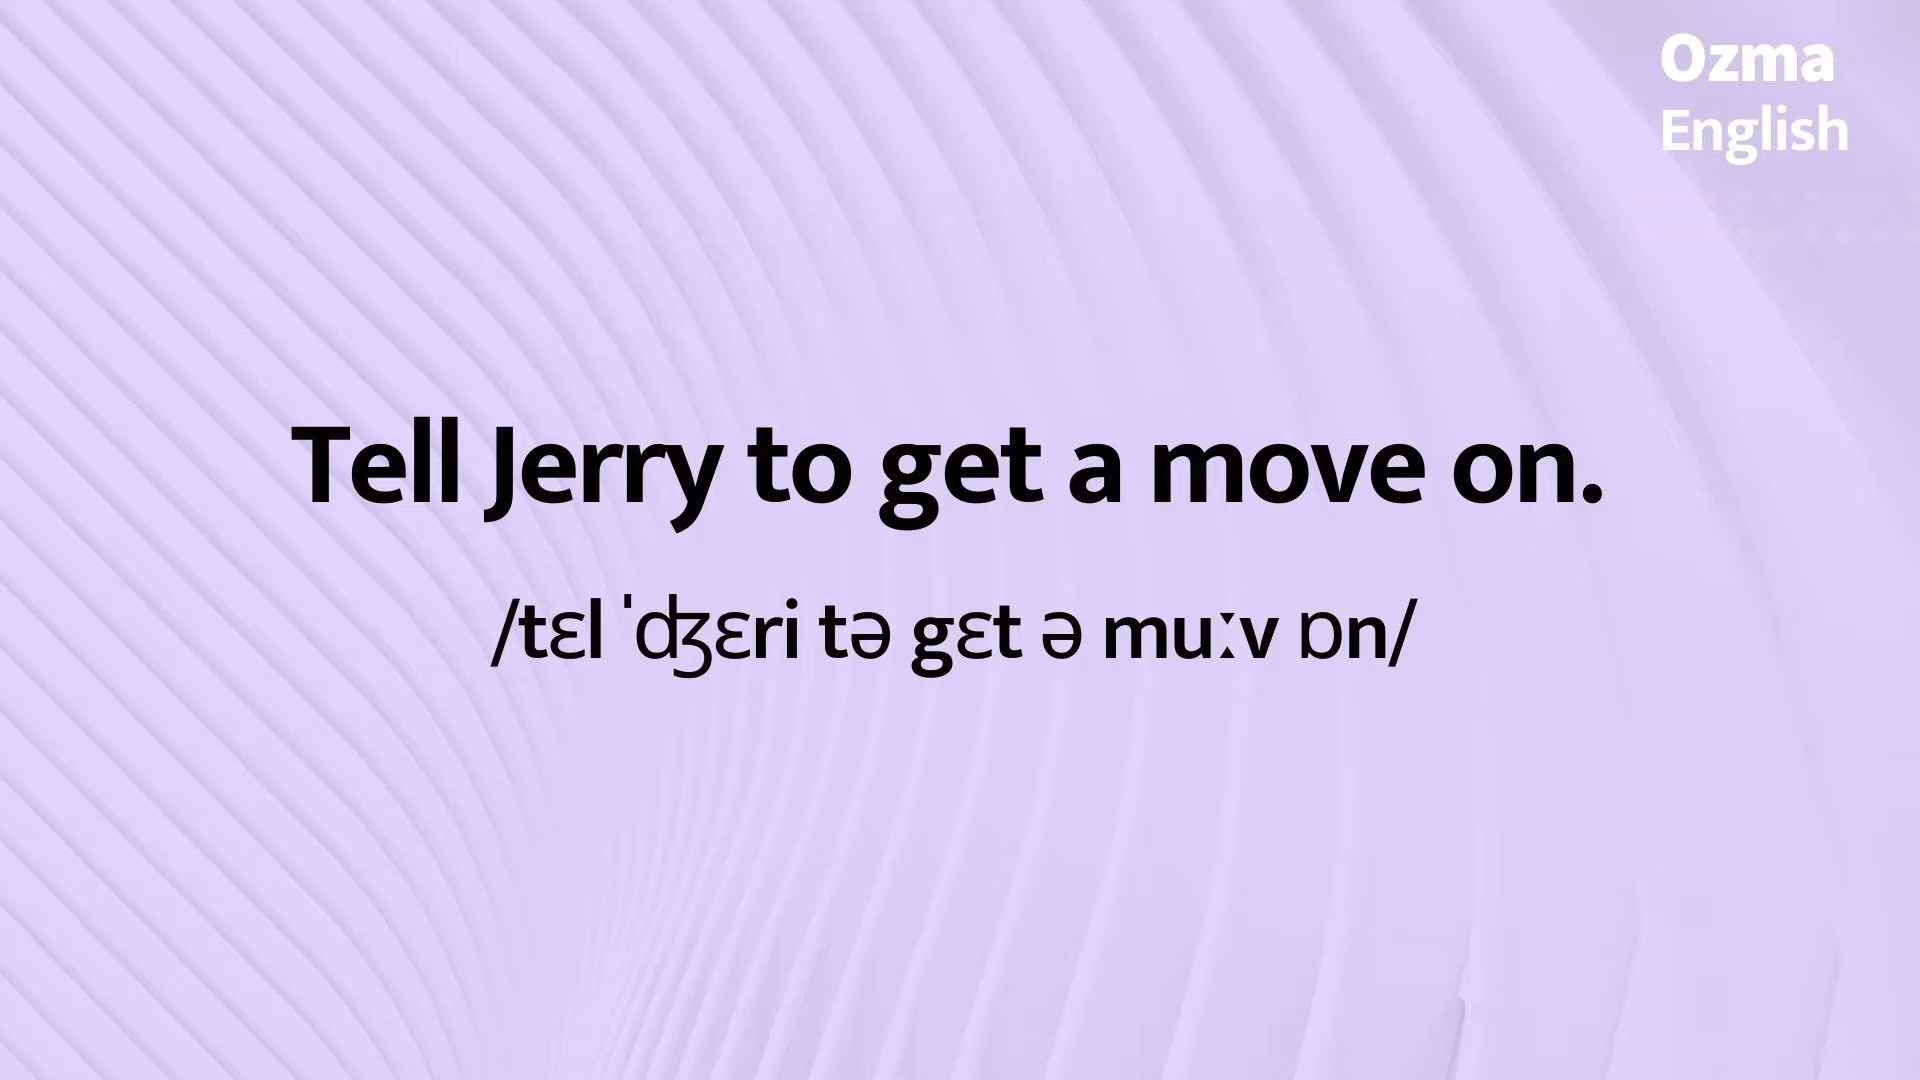 Ozma
English
Tell Jerry to get a move on.
/tɛl ˈʤɛri tə gɛt ə muːv ɒn/